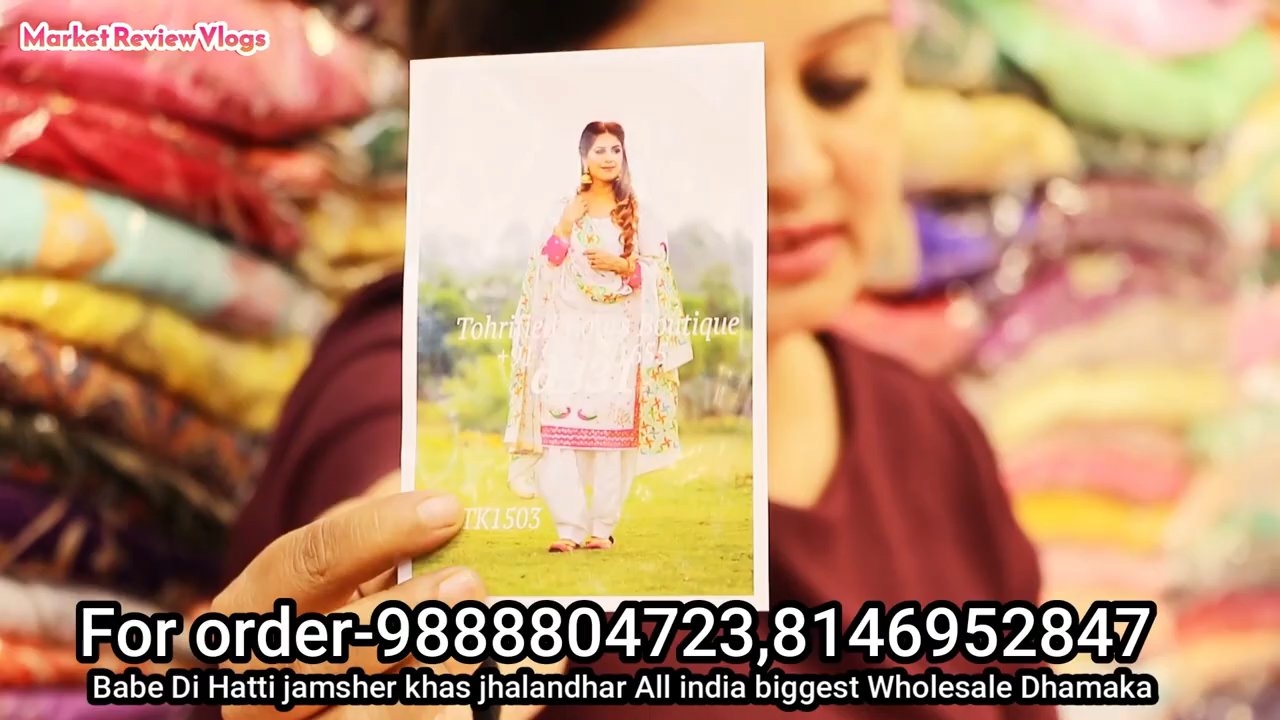 Market Review Vlogs
Boutique
TK1503
For order-9888804723,8146952847
Babe Di Hatti jamsher khas jhalandhar All india biggest Wholesale Dhamaka